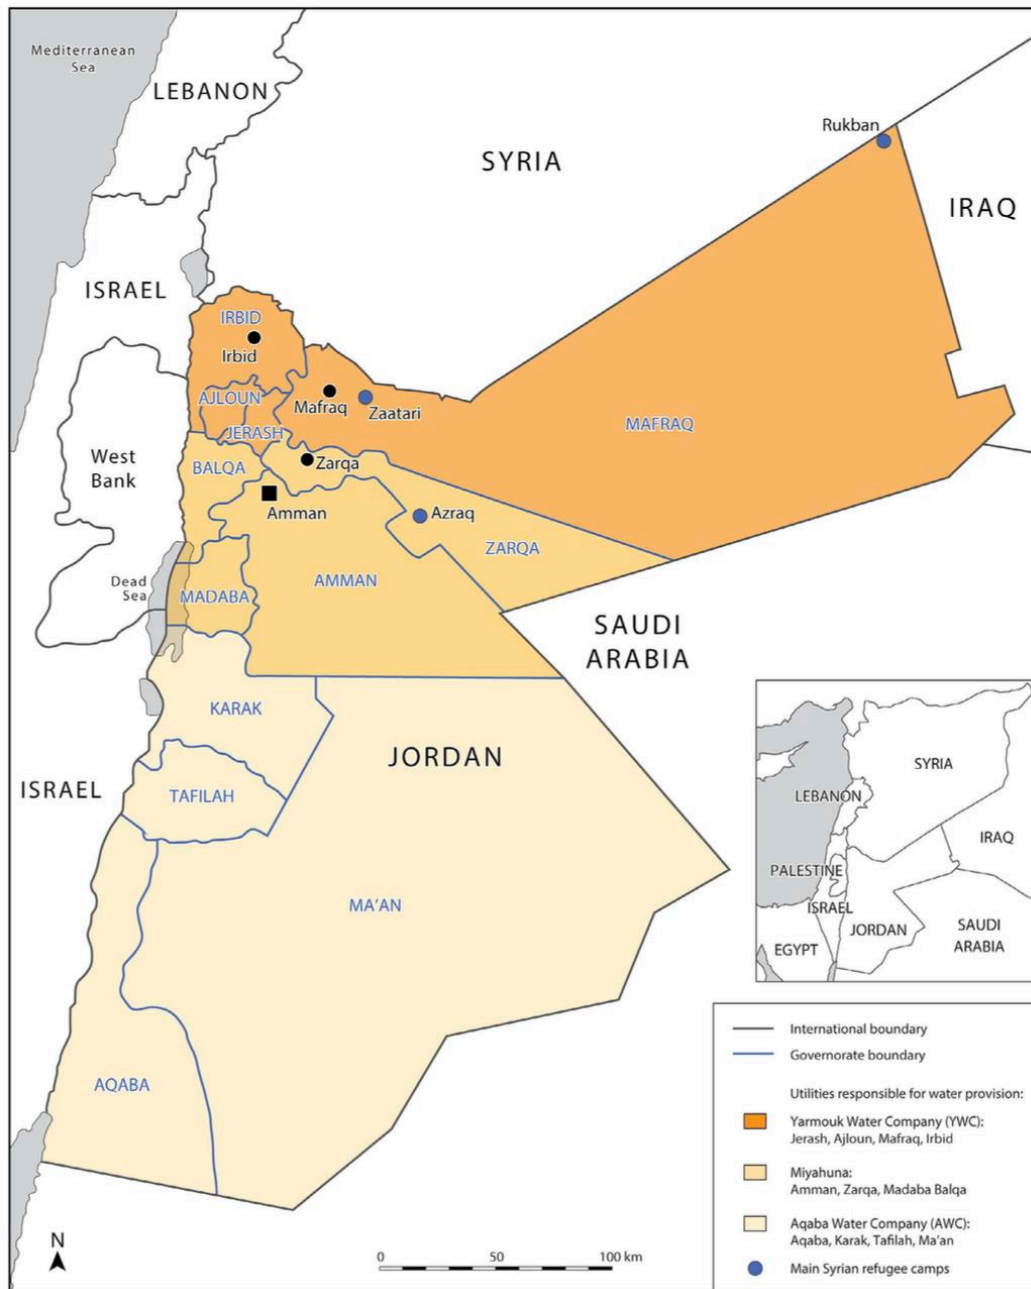 Mediterranean
Sea
LEBANON
SYRIA
Rukban
IRAQ
ISRAEL
IRBID
Irbid
AJLOUN
Mafraq
Zaatari
MAFRAQ
JERASH
West
Bank
BALQA
Zarqa
Amman
Azraq
ZARQA
Dead
Sea
MADABA
AMMAN
SAUDI
ARABIA
KARAK
JORDAN
ISRAEL
TAFILAH
MA'AN
AQABA
SYRIA
LEBANON
IRAQ
PALESTINE
ISRAEL
JORDAN
SAUDI
ARABIA
EGYPT
International boundary
Governorate boundary
Utilities responsible for water provision:
Yarmouk Water Company (YWC):
Jerash, Ajloun, Mafraq, Irbid
Miyahuna:
Amman, Zarqa, Madaba Balqa
Aqaba Water Company (AWC):
Aqaba, Karak, Tafilah, Ma'an
Main Syrian refugee camps
N
0 50 100 km